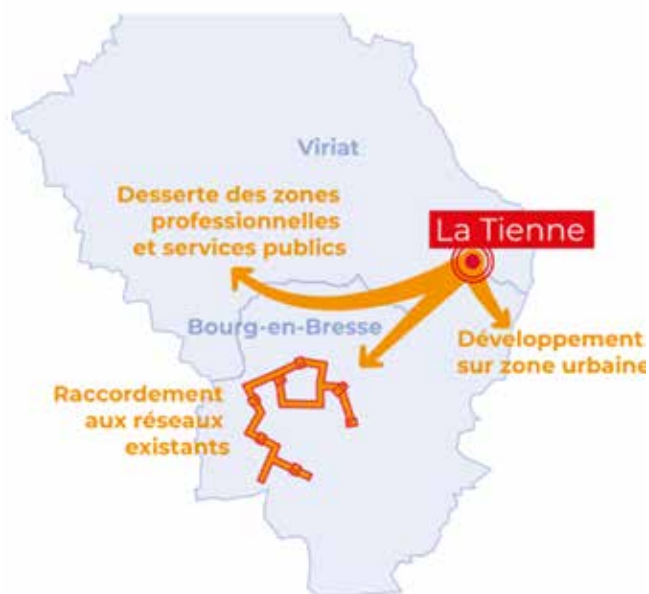 Viriat
Desserte des zones
professionnelles
et services publics
La Tienne
Bourg-en-Bresse
Développement
sur zone urbaine
Raccordement
aux réseaux
existants